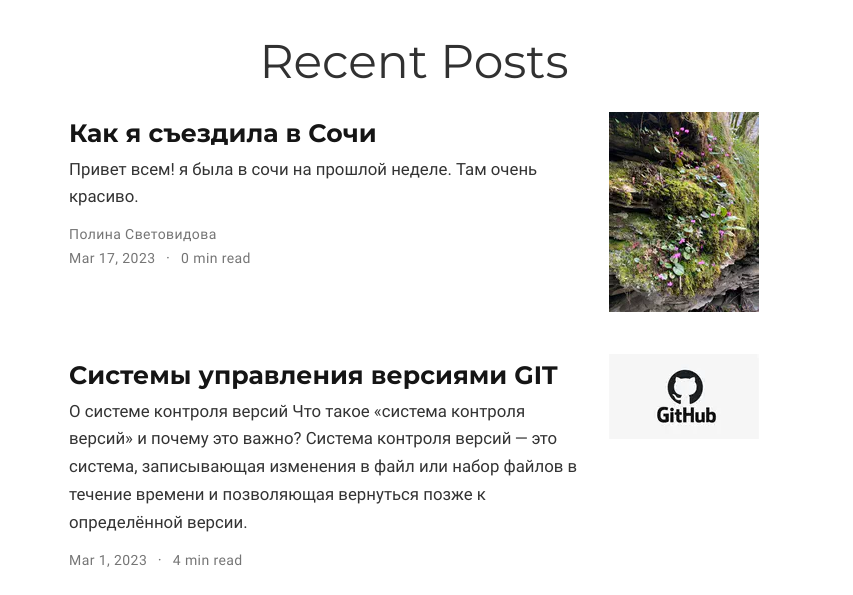 Recent Posts
Как я съездила в Сочи
Привет всем! я была в сочи на прошлой неделе. Там очень
красиво.
Полина Световидова
Mar 17, 2023 · 0 min read
Системы управления версиями GIT
О системе контроля версий Что такое «система контроля
версий» и почему это важно? Система контроля версий — это
система, записывающая изменения в файл или набор файлов в
течение времени и позволяющая вернуться позже к
определённой версии.
Mar 1, 2023 · 4 min read
GitHub